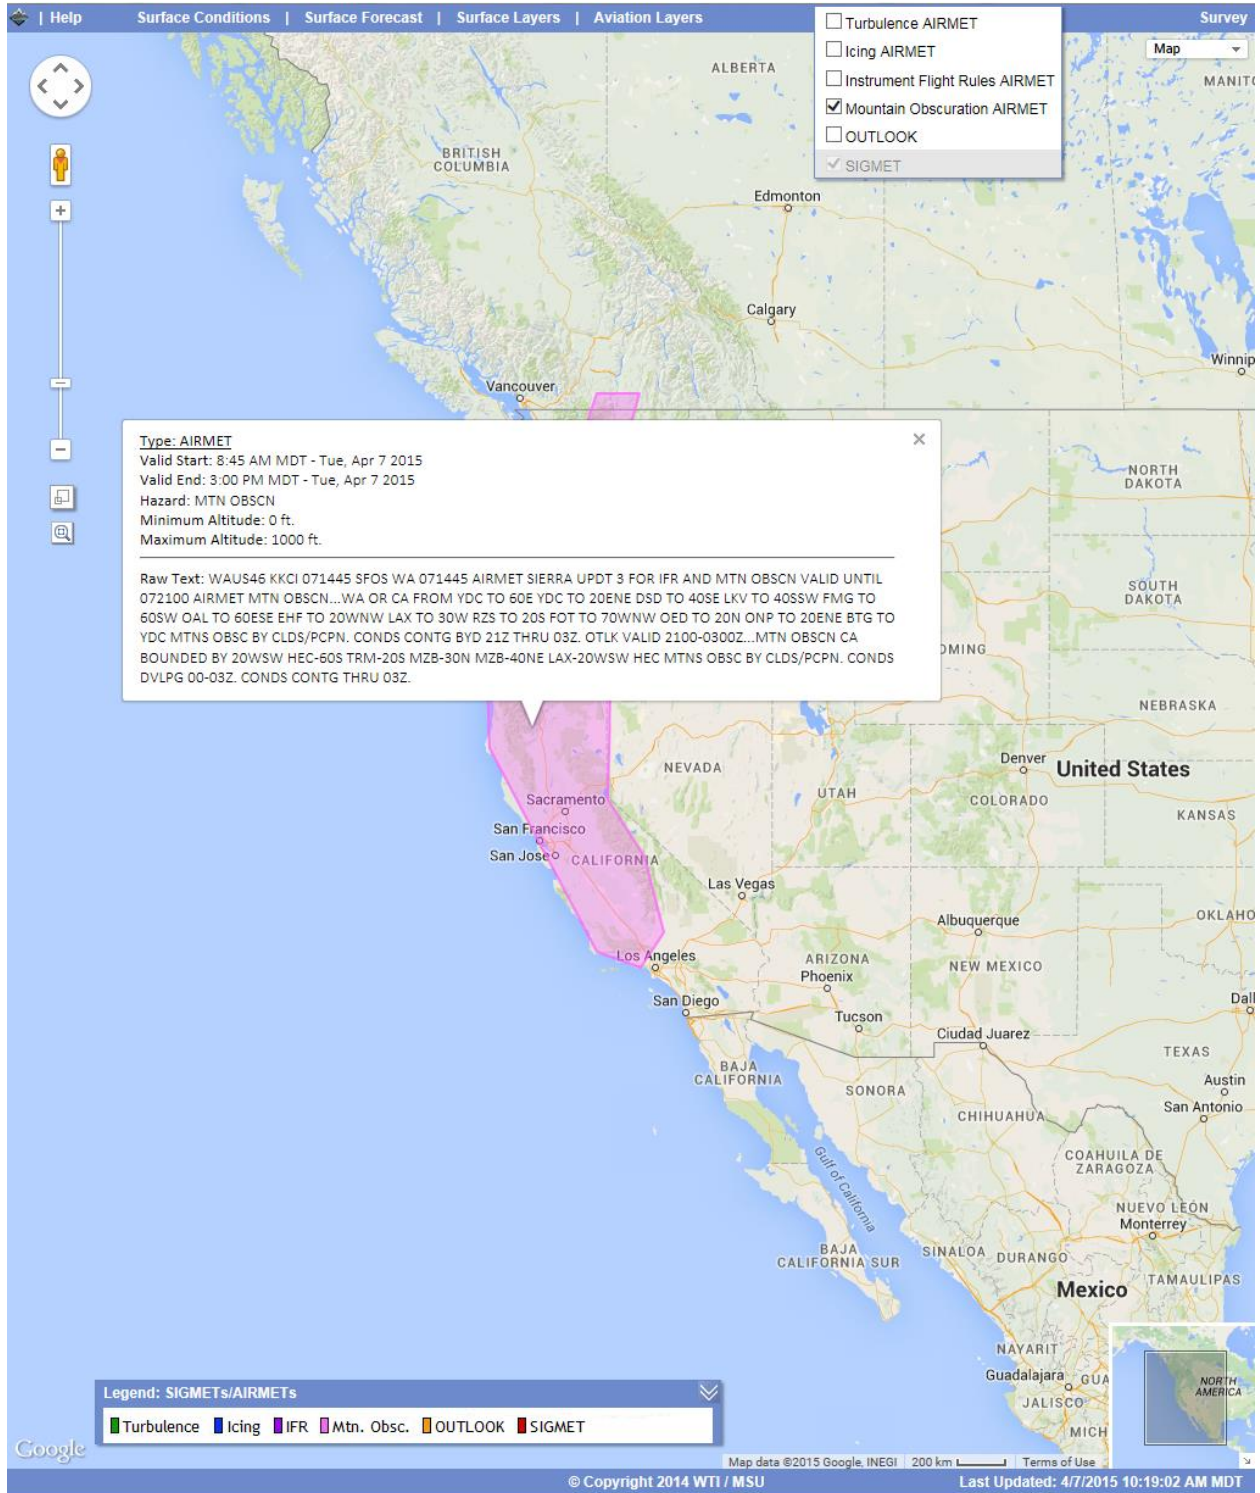 | Help Surface Conditions | Surface Forecast | Surface Layers | Aviation Layers Survey
Turbulence AIRMET
Icing AIRMET
Instrument Flight Rules AIRMET
Mountain Obscuration AIRMET
OUTLOOK
SIGMET
Map
ALBERTA
BRITISH
COLUMBIA
Edmonton
Calgary
Vancouver
Type: AIRMET
Valid Start: 8:45 AM MDT - Tue, Apr 7 2015
Valid End: 3:00 PM MDT - Tue, Apr 7 2015
Hazard: MTN OBSCN
Minimum Altitude: 0 ft.
Maximum Altitude: 1000 ft.
Raw Text: WAUS46 KKCI 071445 SFOS WA 071445 AIRMET SIERRA UPDT 3 FOR IFR AND MTN OBSCN VALID UNTIL
072100 AIRMET MTN OBSCN...WA OR CA FROM YDC TO 60E YDC TO 20ENE DSD TO 40SE LKV TO 40SSW FMG TO
60SW OAL TO 60ESE EHF TO 20WNW LAX TO 30W RZS TO 20S FOT TO 70WNW OED TO 20N ONP TO 20ENE BTG TO
YDC MTNS OBSC BY CLDS/PCPN. CONDS CONTG BYD 21Z THRU 03Z. OTLK VALID 2100-0300Z...MTN OBSCN CA
BOUNDED BY 20WSW HEC-60S TRM-20S MZB-30N MZB-40NE LAX-20WSW HEC MTNS OBSC BY CLDS/PCPN. CONDS
DVLPG 00-03Z. CONDS CONTG THRU 03Z.
NORTH
DAKOTA
SOUTH
DAKOTA
NEBRASKA
NEVADA
Denver
United States
UTAH
COLORADO
Sacramento
KANSAS
San Francisco
San Jose
CALIFORNIA
Las Vegas
Albuquerque
Los Angeles
ARIZONA
Phoenix
NEW MEXICO
San Diego
Tucson
Ciudad Juarez
TEXAS
BAJA
CALIFORNIA
SONORA
Austin
San Antonio
CHIHUAHUA
COAHUILA DE
ZARAGOZA
Gulf of California
NUEVO LEÓN
Monterrey
BAJA
CALIFORNIA SUR
SINALOA
DURANGO
TAMAULIPAS
Mexico
NAYARIT
Guadalajara
JALISCO
NORTH
AMERICA
Legend: SIGMETs/AIRMETs
Turbulence Icing IFR Mtn. Obsc. OUTLOOK SIGMET
Google
Map data ©2015 Google, INEGI 200 km Terms of Use
© Copyright 2014 WTI / MSU Last Updated: 4/7/2015 10:19:02 AM MDT